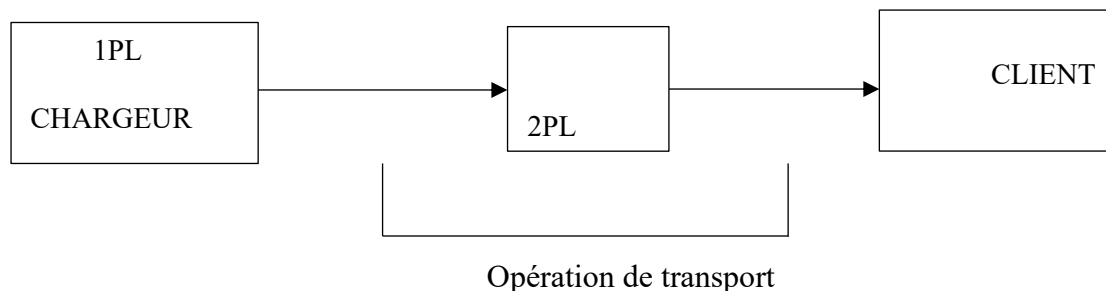 1PL
CHARGEUR
2PL
CLIENT
Opération de transport